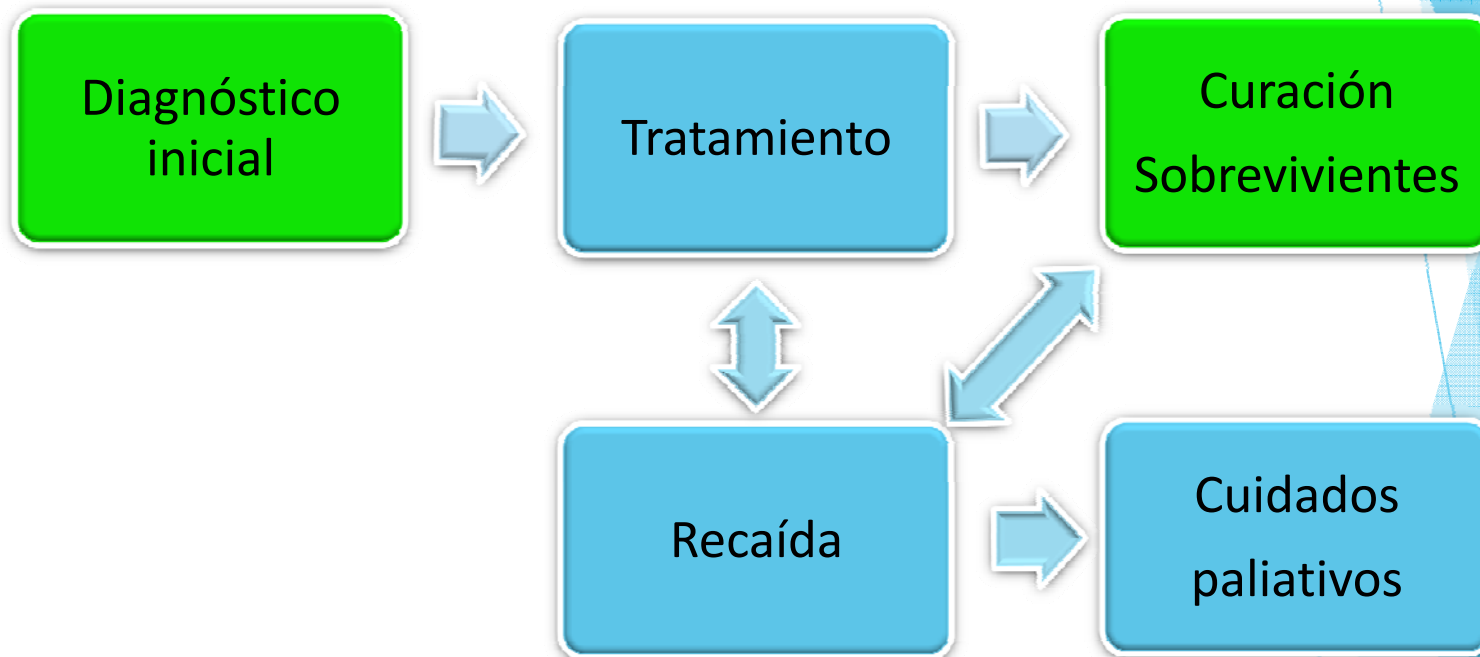 Diagnóstico
inicial
Tratamiento
Curación
Sobrevivientes
Recaída
Cuidados
paliativos